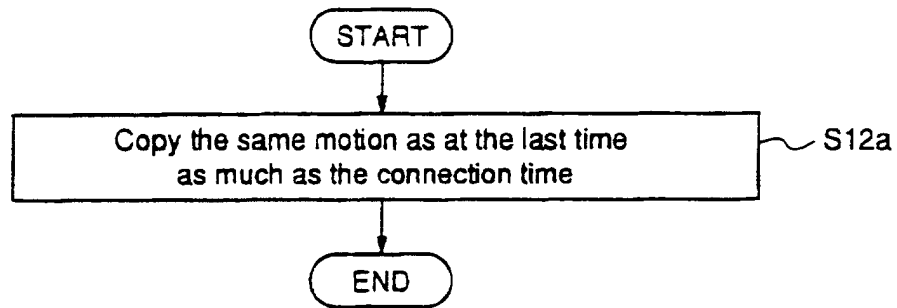 START
Copy the same motion as at the last time
as much as the connection time
S12a
END